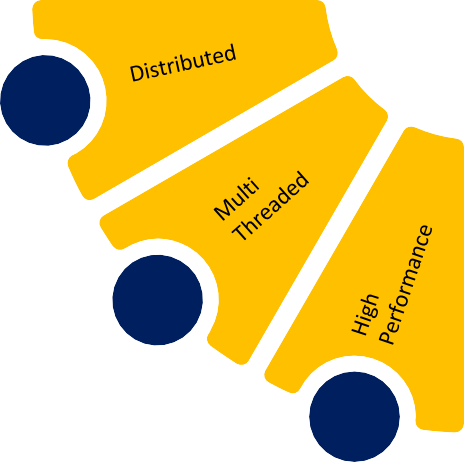 Distributed
Multi
Threaded
High
Performance